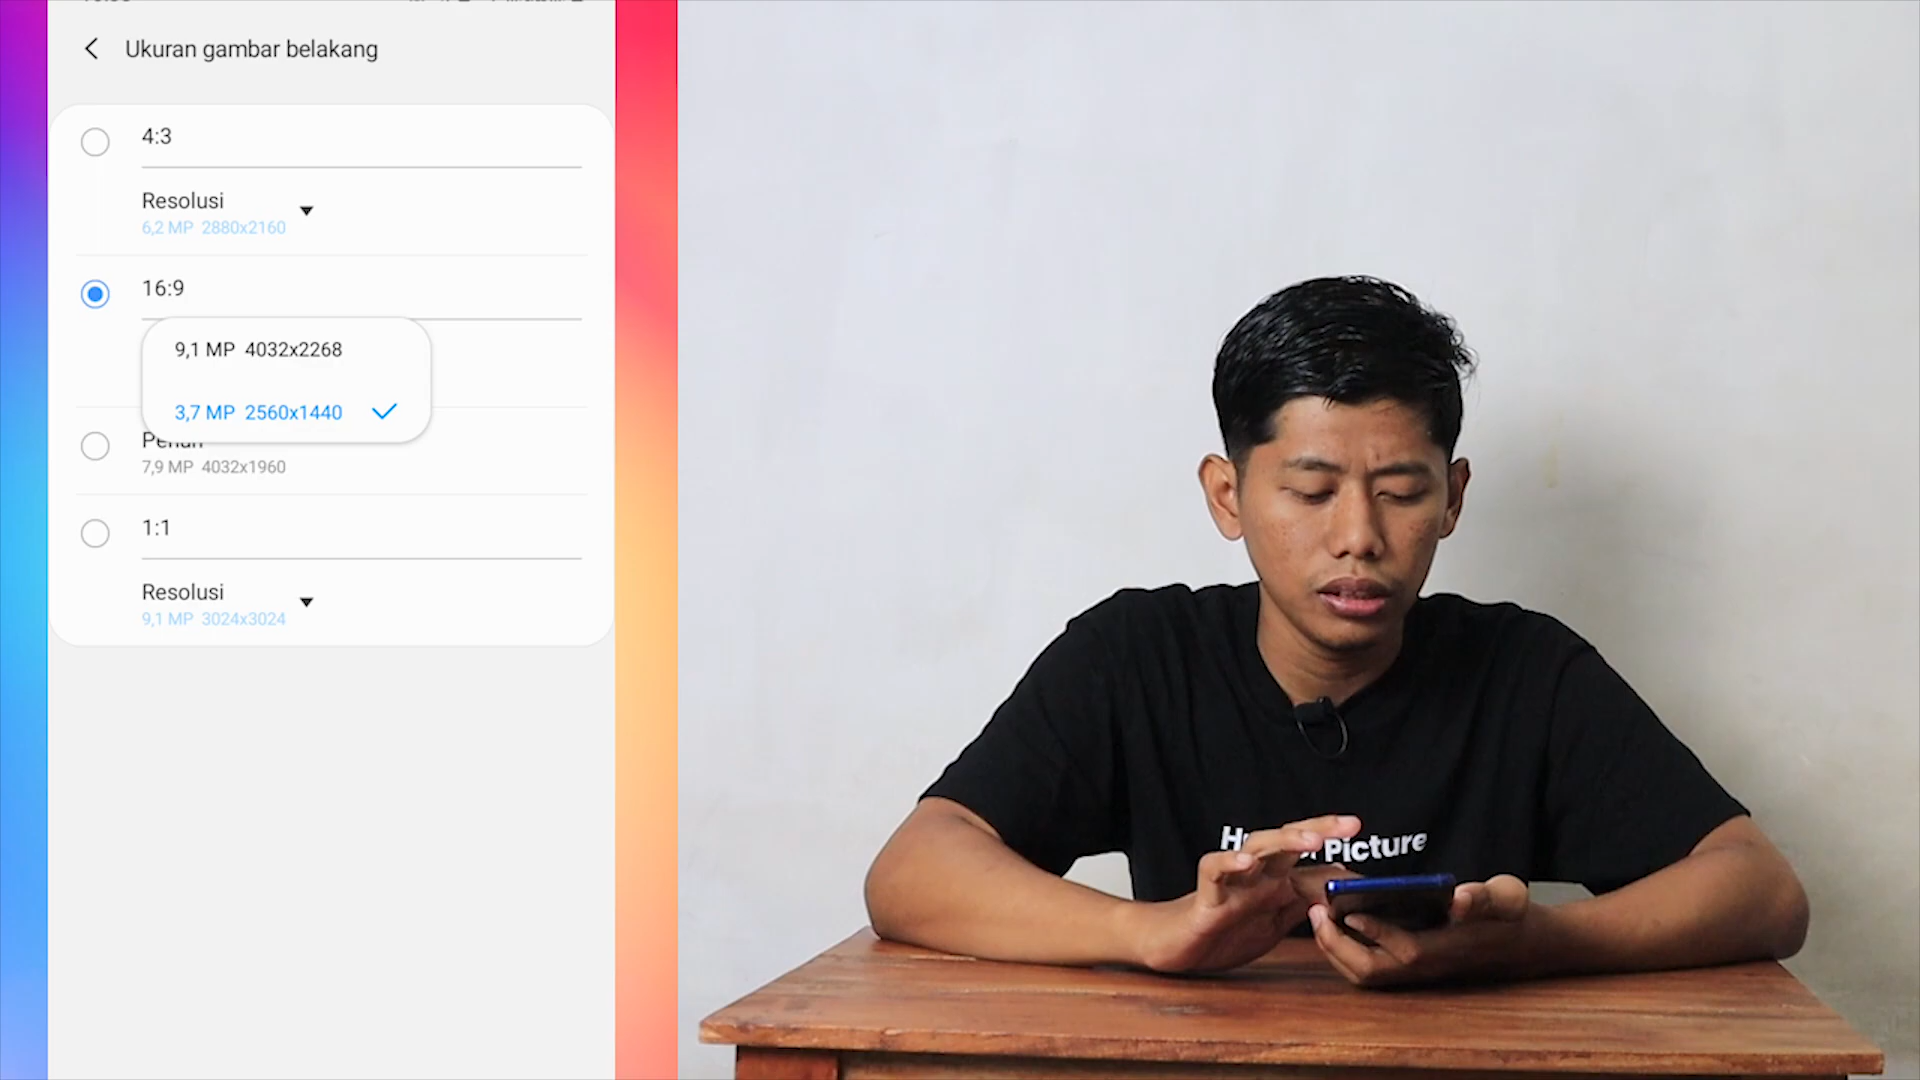 Ukuran gambar belakang
4:3
Resolusi
6,2 MP 2880x2160
16:9
9,1 MP 4032x2268
3,7 MP 2560x1440
7,9 MP 4032x1960
1:1
Resolusi
9,1 MP 3024x3024
Picture